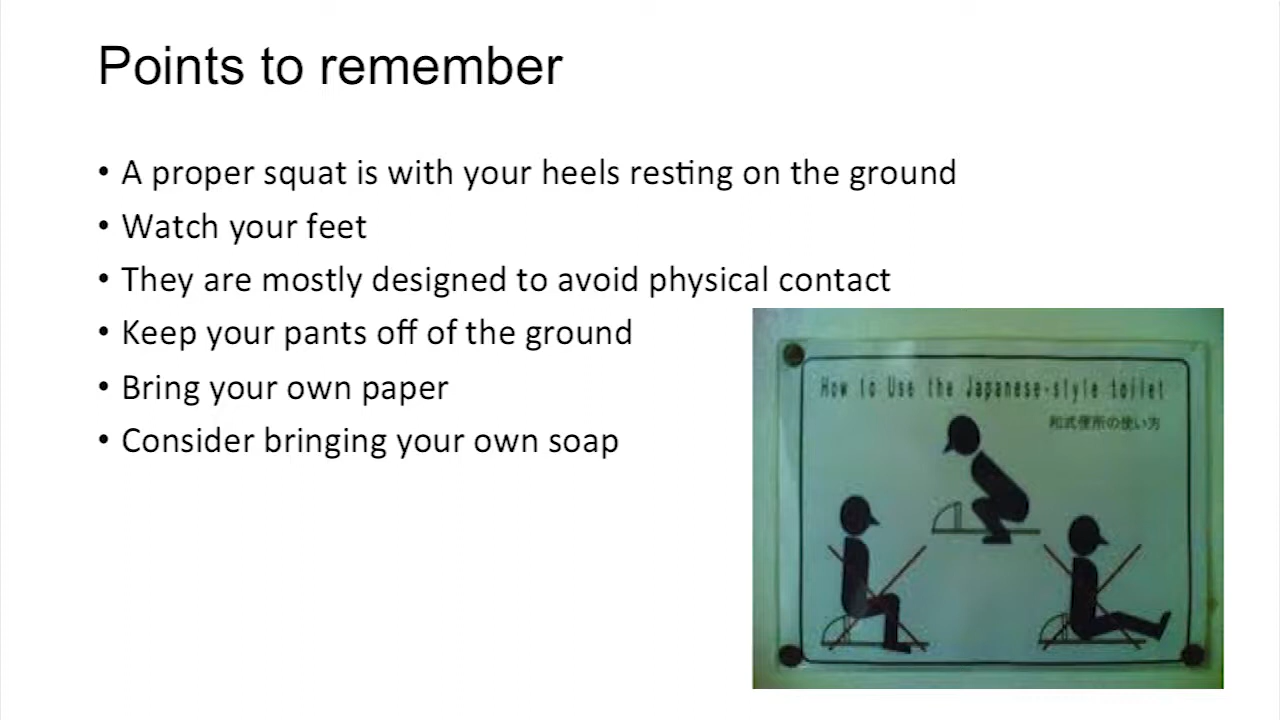 Points to remember
• A proper squat is with your heels resting on the ground
• Watch your feet
• They are mostly designed to avoid physical contact
• Keep your pants off of the ground
• Bring your own paper
• Consider bringing your own soap
How to Use the Japanese-style toilet
和式便所の使い方